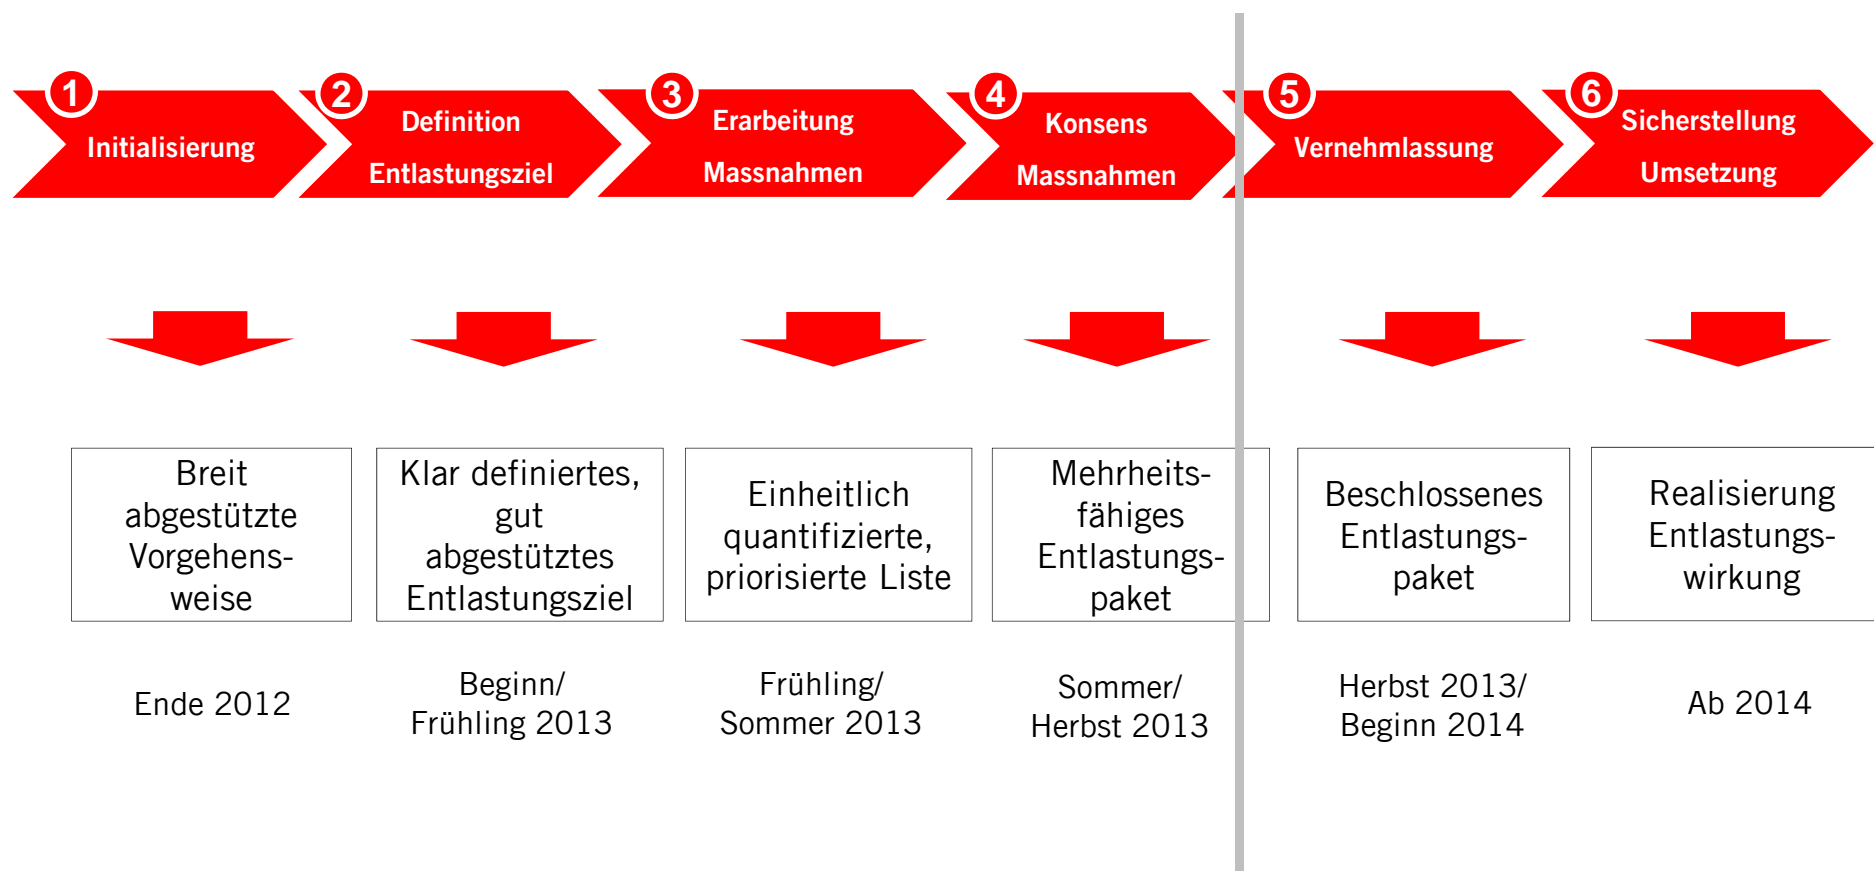 1
Initialisierung
2
Definition
Entlastungsziel
3
Erarbeitung
Massnahmen
4
Konsens
Massnahmen
5
Vernehmlassung
6
Sicherstellung
Umsetzung
Breit
abgestützte
Vorgehens-
weise
Klar definiertes,
gut
abgestütztes
Entlastungsziel
Einheitlich
quantifizierte,
priorisierte Liste
Mehrheits-
fähiges
Entlastungs-
paket
Beschlossenes
Entlastungs-
paket
Realisierung
Entlastungs-
wirkung
Ende 2012
Beginn/
Frühling 2013
Frühling/
Sommer 2013
Sommer/
Herbst 2013
Herbst 2013/
Beginn 2014
Ab 2014